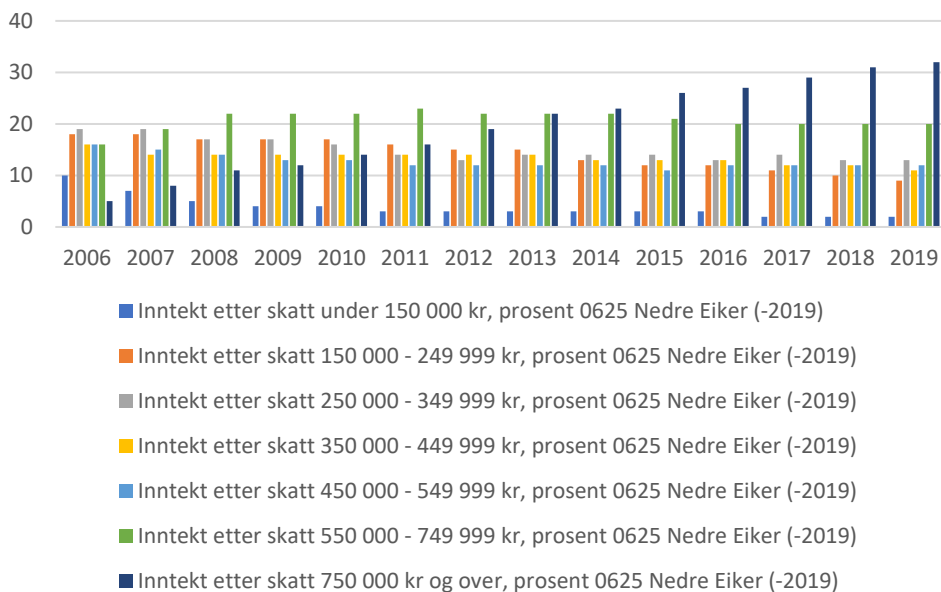 40
30
20
10
0
2006 2007 2008 2009 2010 2011 2012 2013 2014 2015 2016 2017 2018 2019
Inntekt etter skatt under 150 000 kr, prosent 0625 Nedre Eiker (-2019)
Inntekt etter skatt 150 000 - 249 999 kr, prosent 0625 Nedre Eiker (-2019)
Inntekt etter skatt 250 000 - 349 999 kr, prosent 0625 Nedre Eiker (-2019)
Inntekt etter skatt 350 000 - 449 999 kr, prosent 0625 Nedre Eiker (-2019)
Inntekt etter skatt 450 000 - 549 999 kr, prosent 0625 Nedre Eiker (-2019)
Inntekt etter skatt 550 000 - 749 999 kr, prosent 0625 Nedre Eiker (-2019)
Inntekt etter skatt 750 000 kr og over, prosent 0625 Nedre Eiker (-2019)